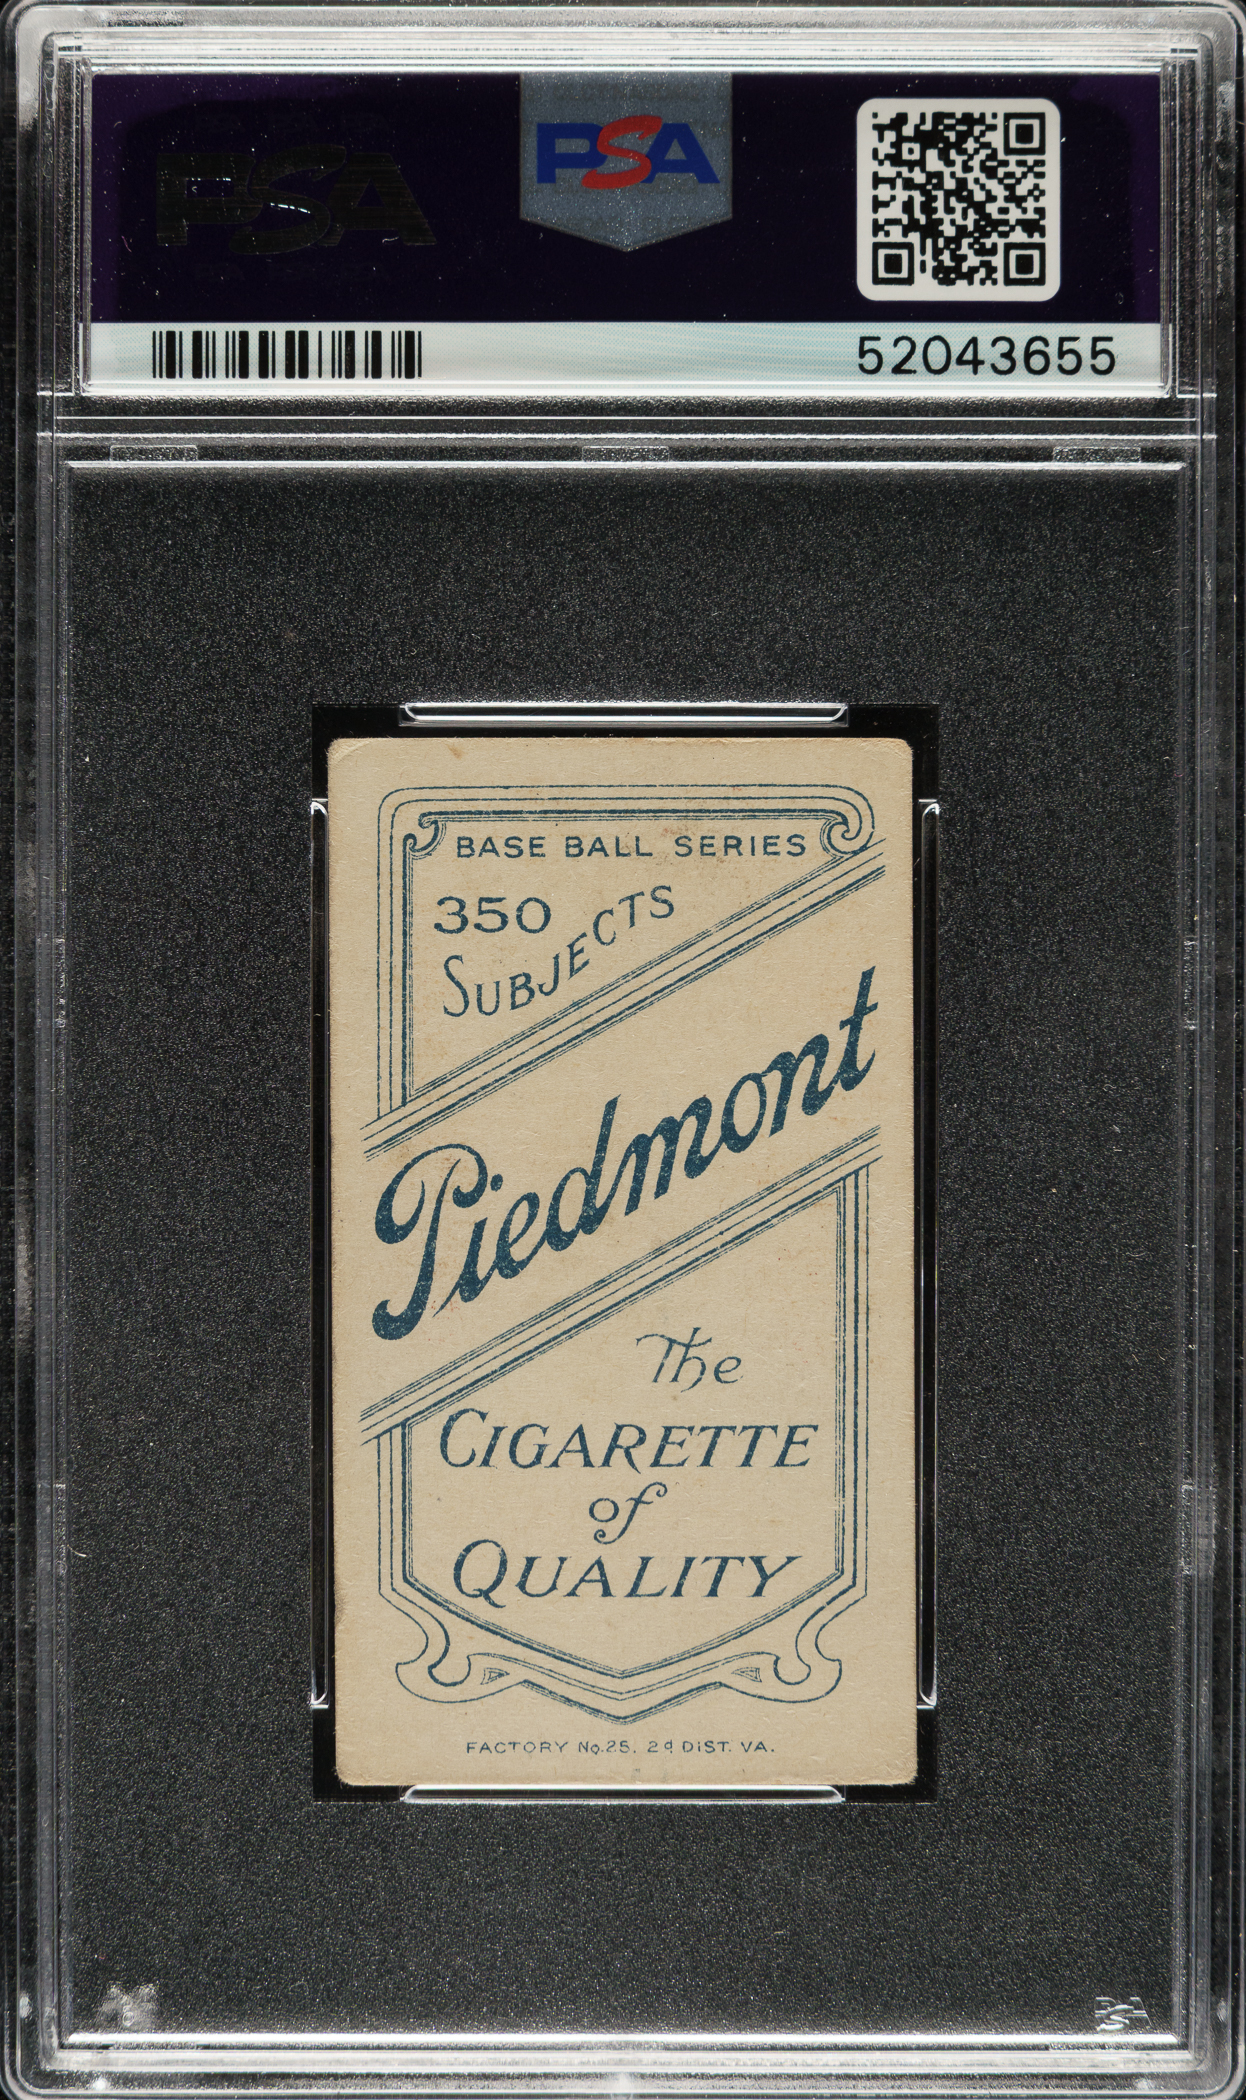 PSA
PSA
52043655
BASE BALL SERIES
350
SUBJECTS
Piedmont
The
CIGARETTE
of
QUALITY
FACTORY No.25. 2d DIST. VA.
PSA